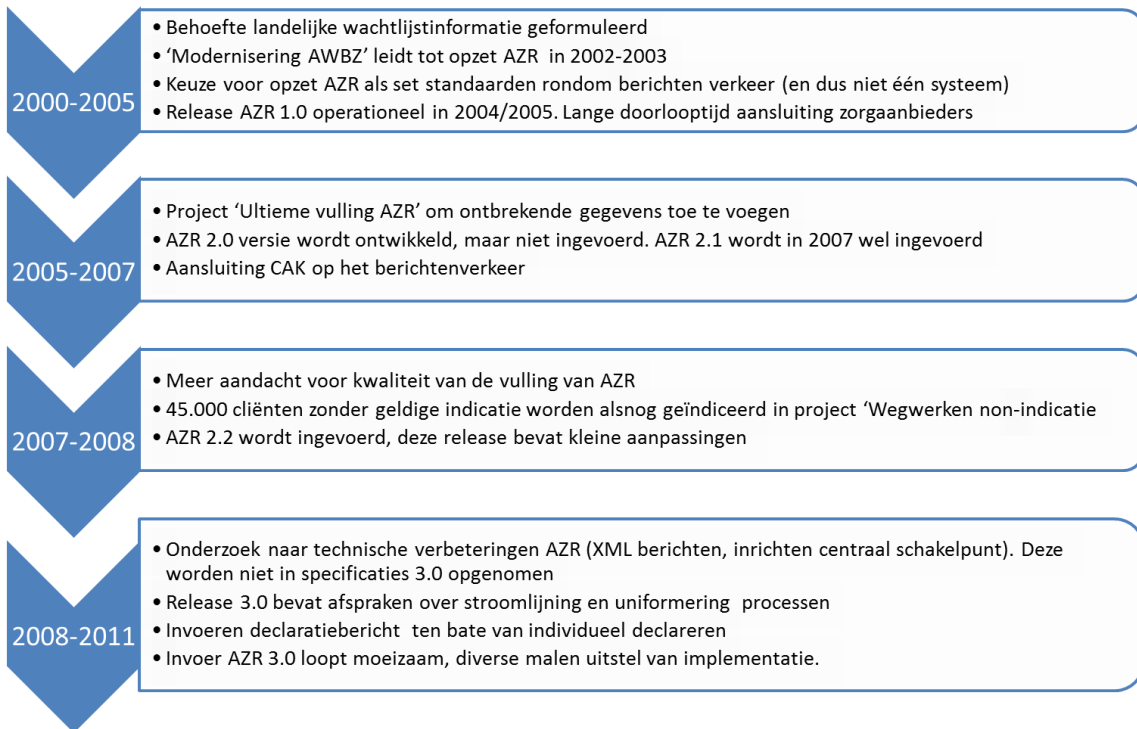 2000-2005
• Behoefte landelijke wachtlijstinformatie geformuleerd
• ‘Modernisering AWBZ’ leidt tot opzet AZR in 2002-2003
• Keuze voor opzet AZR als set standaarden rondom berichten verkeer (en dus niet één systeem)
• Release AZR 1.0 operationeel in 2004/2005. Lange doorlooptijd aansluiting zorgaanbieders
2005-2007
• Project ‘Ultieme vulling AZR’ om ontbrekende gegevens toe te voegen
• AZR 2.0 versie wordt ontwikkeld, maar niet ingevoerd. AZR 2.1 wordt in 2007 wel ingevoerd
• Aansluiting CAK op het berichtenverkeer
2007-2008
• Meer aandacht voor kwaliteit van de vulling van AZR
• 45.000 cliënten zonder geldige indicatie worden alsnog geïndiceerd in project ‘Wegwerken non-indicatie
• AZR 2.2 wordt ingevoerd, deze release bevat kleine aanpassingen
2008-2011
• Onderzoek naar technische verbeteringen AZR (XML berichten, inrichten centraal schakelpunt). Deze
worden niet in specificaties 3.0 opgenomen
• Release 3.0 bevat afspraken over stroomlijning en uniformering processen
• Invoeren declaratiebericht ten bate van individueel declareren
• Invoer AZR 3.0 loopt moeizaam, diverse malen uitstel van implementatie.